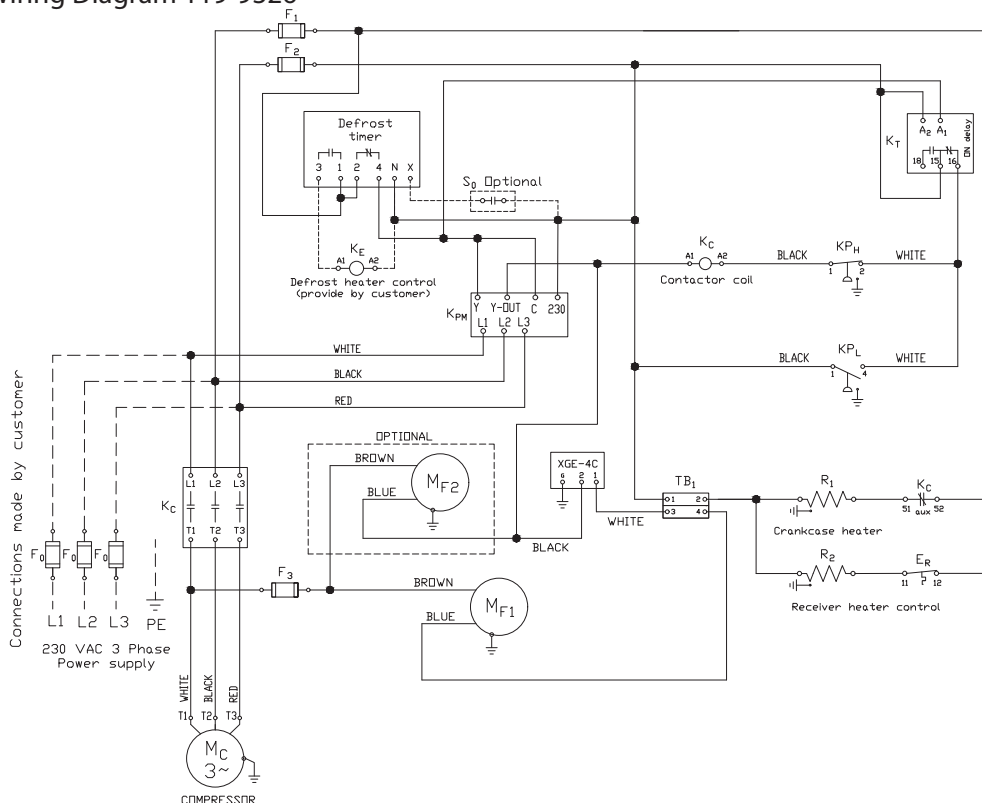 Wiring Diagram 119-9528
F1
F2
Defrost
timer
3 1 2 4 N X
S0 Optional
A2 A1
KT
ON delay
18 15 16
KE
A1 A2
Defrost heater control
(provide by customer)
KC
A1 A2
Contactor coil
BLACK
KPH
1 2
WHITE
Y Y-OUT C 230
KPM
L1 L2 L3
WHITE
BLACK
RED
BLACK
KPL
1 4
WHITE
Connections made by customer
OPTIONAL
BROWN
BLUE
MF2
XGE-4C
6 2 1
WHITE
BLACK
TB1
1 2
3 4
R1
KC
51 52
aux
Crankcase heater
R2
ER
11 12
Receiver heater control
L1 L2 L3
KC
T1 T2 T3
F0 F0 F0
F3
BROWN
BLUE
MF1
L1 L2 L3 PE
230 VAC 3 Phase
Power supply
WHITE
BLACK
RED
T1 T2 T3
MC
3~
COMPRESSOR